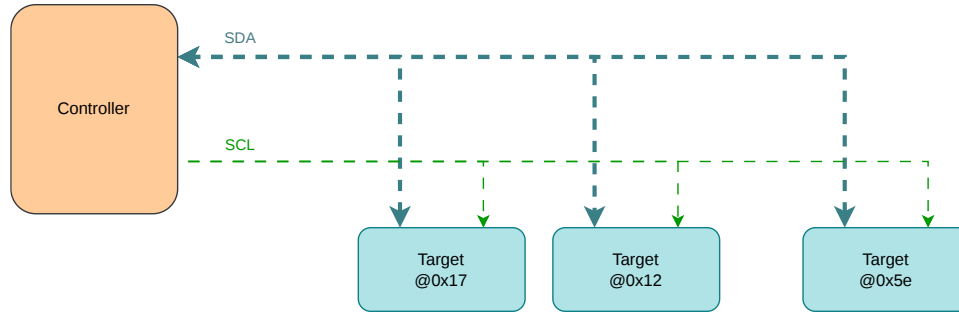 SDA
Controller
SCL
Target
@0x17
Target
@0x12
Target
@0x5e